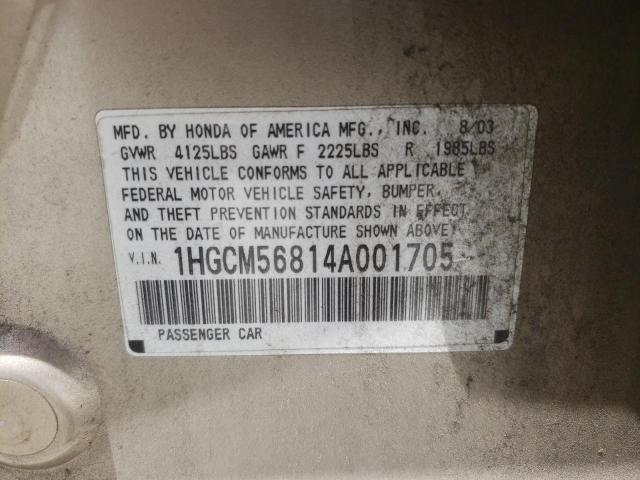 MFD. BY HONDA OF AMERICA MFG., INC. 8/03
GVWR 4125LBS GAWR F 2225LBS R 1985LBS
THIS VEHICLE CONFORMS TO ALL APPLICABLE
FEDERAL MOTOR VEHICLE SAFETY, BUMPER,
AND THEFT PREVENTION STANDARDS IN EFFECT
ON THE DATE OF MANUFACTURE SHOWN ABOVE.
V.I.N. 1HGCM56814A001705
PASSENGER CAR